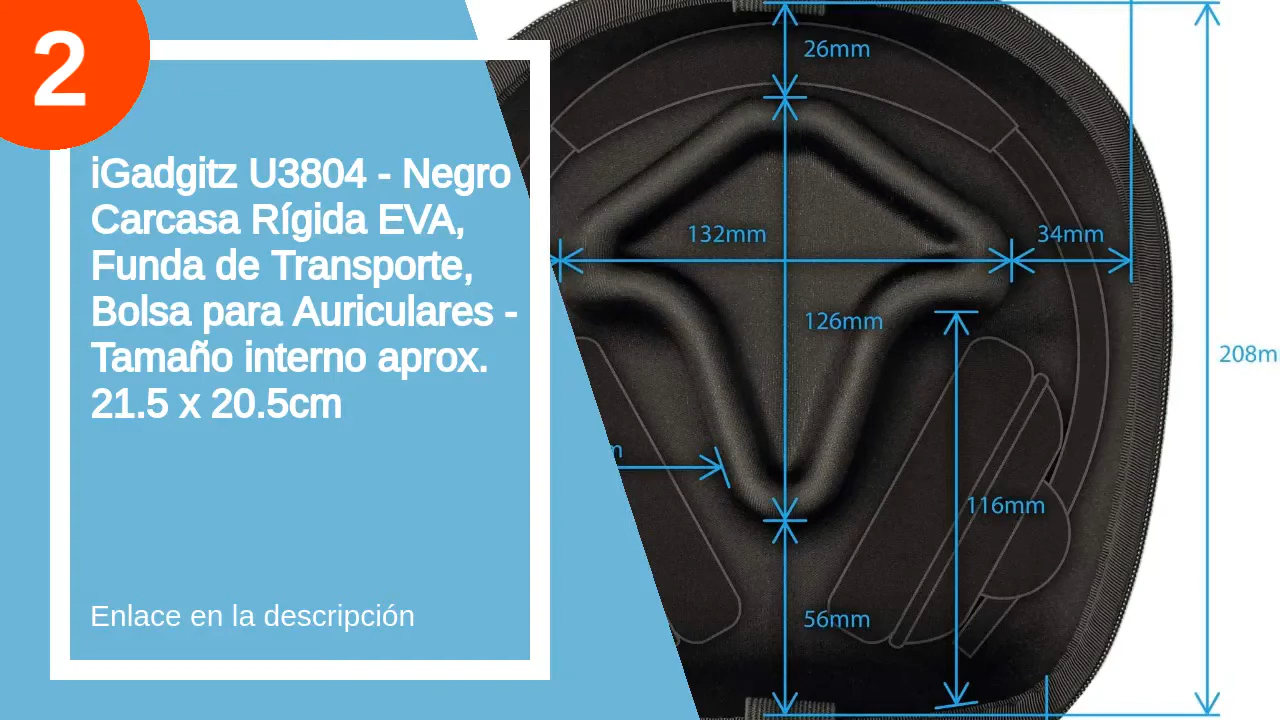 2
iGadgitz U3804 - Negro
Carcasa Rígida EVA,
Funda de Transporte,
Bolsa para Auriculares -
Tamaño interno aprox.
21.5 x 20.5cm
Enlace en la descripción
26mm
132mm
34mm
126mm
208m
116mm
56mm